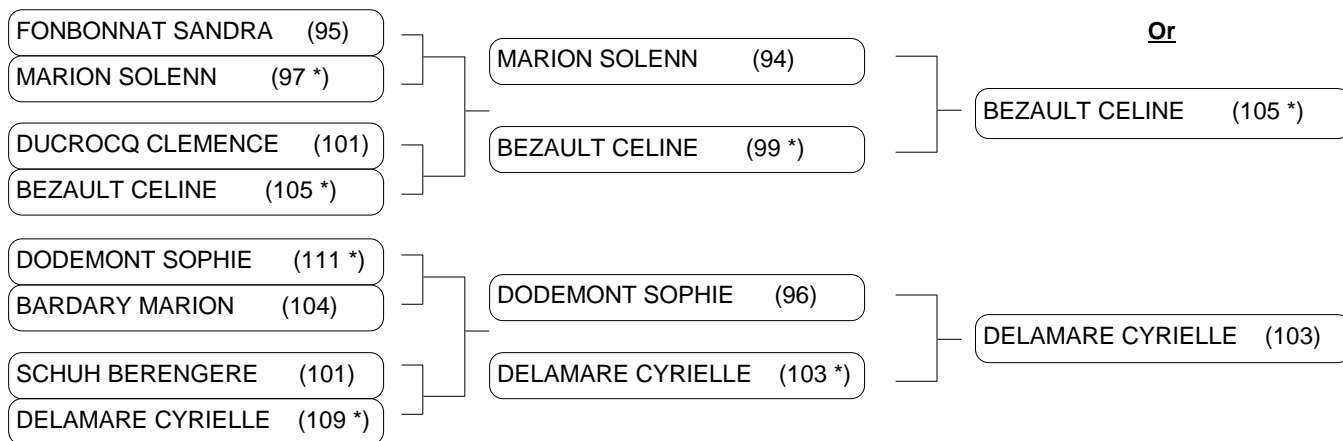 FONBONNAT SANDRA (95)
MARION SOLENN (97 *)
DUCROCQ CLEMENCE (101)
BEZAULT CELINE (105 *)
DODEMONT SOPHIE (111 *)
BARDARY MARION (104)
SCHUH BERENGERE (101)
DELAMARE CYRIELLE (109 *)
MARION SOLENN (94)
BEZAULT CELINE (99 *)
DODEMONT SOPHIE (96)
DELAMARE CYRIELLE (103 *)
Or
BEZAULT CELINE (105 *)
DELAMARE CYRIELLE (103)